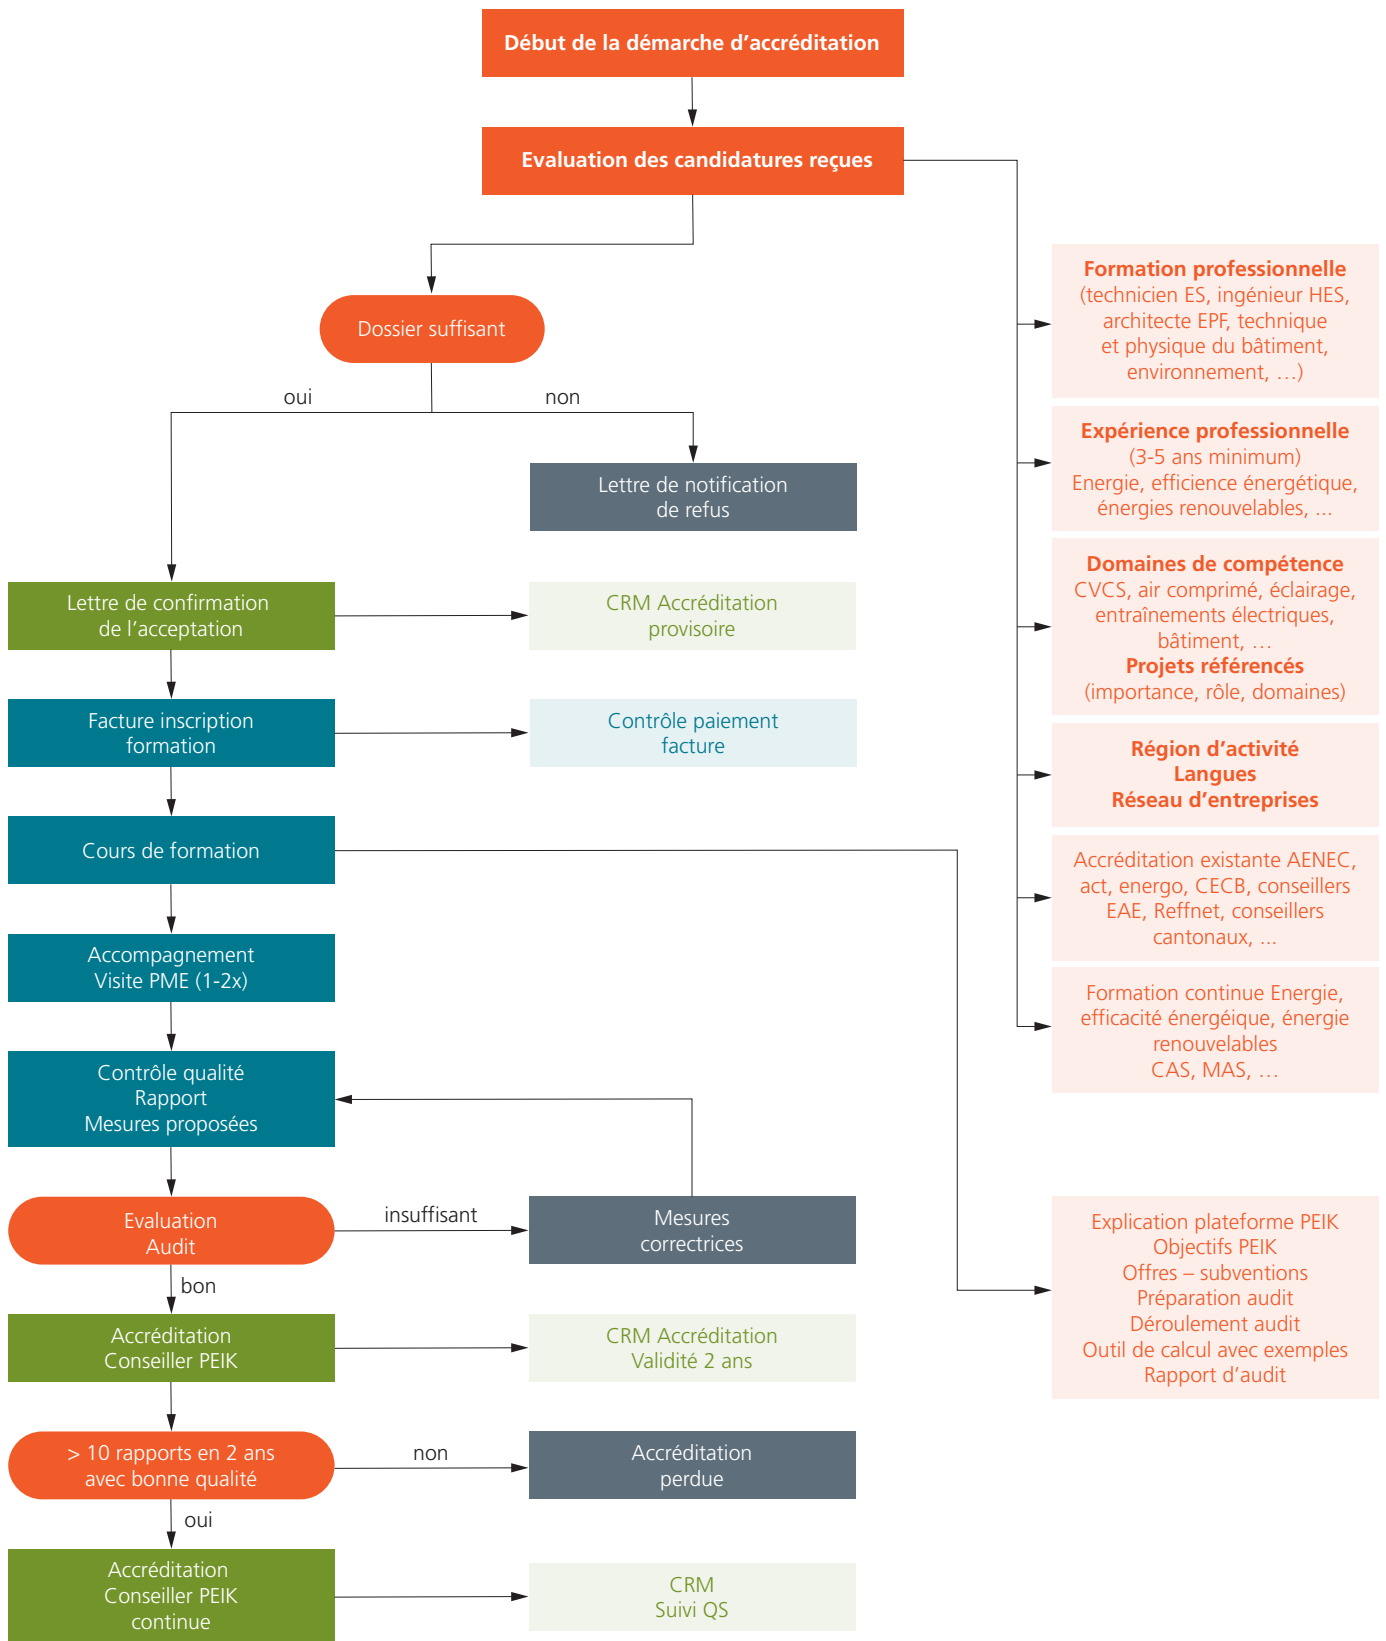 Début de la démarche d’accréditation
Evaluation des candidatures reçues
Dossier suffisant
oui
non
Lettre de notification
de refus
Lettre de confirmation
de l’acceptation
CRM Accréditation
provisoire
Facture inscription
formation
Contrôle paiement
facture
Cours de formation
Accompagnement
Visite PME (1-2x)
Contrôle qualité
Rapport
Mesures proposées
Evaluation
Audit
insuffisant
Mesures
correctrices
bon
Accréditation
Conseiller PEIK
CRM Accréditation
Validité 2 ans
> 10 rapports en 2 ans
avec bonne qualité
non
Accréditation
perdue
oui
Accréditation
Conseiller PEIK
continue
CRM
Suivi QS
Formation professionnelle
(technicien ES, ingénieur HES,
architecte EPF, technique
et physique du bâtiment,
environnement, …)
Expérience professionnelle
(3-5 ans minimum)
Energie, efficience énergétique,
énergies renouvelables, ...
Domaines de compétence
CVCS, air comprimé, éclairage,
entraînements électriques,
bâtiment, …
Projets référencés
(importance, rôle, domaines)
Région d’activité
Langues
Réseau d’entreprises
Accréditation existante AENEC,
act, energo, CECB, conseillers
EAE, Reffnet, conseillers
cantonaux, ...
Formation continue Energie,
efficacité énergéique, énergie
renouvelables
CAS, MAS, …
Explication plateforme PEIK
Objectifs PEIK
Offres – subventions
Préparation audit
Déroulement audit
Outil de calcul avec exemples
Rapport d’audit